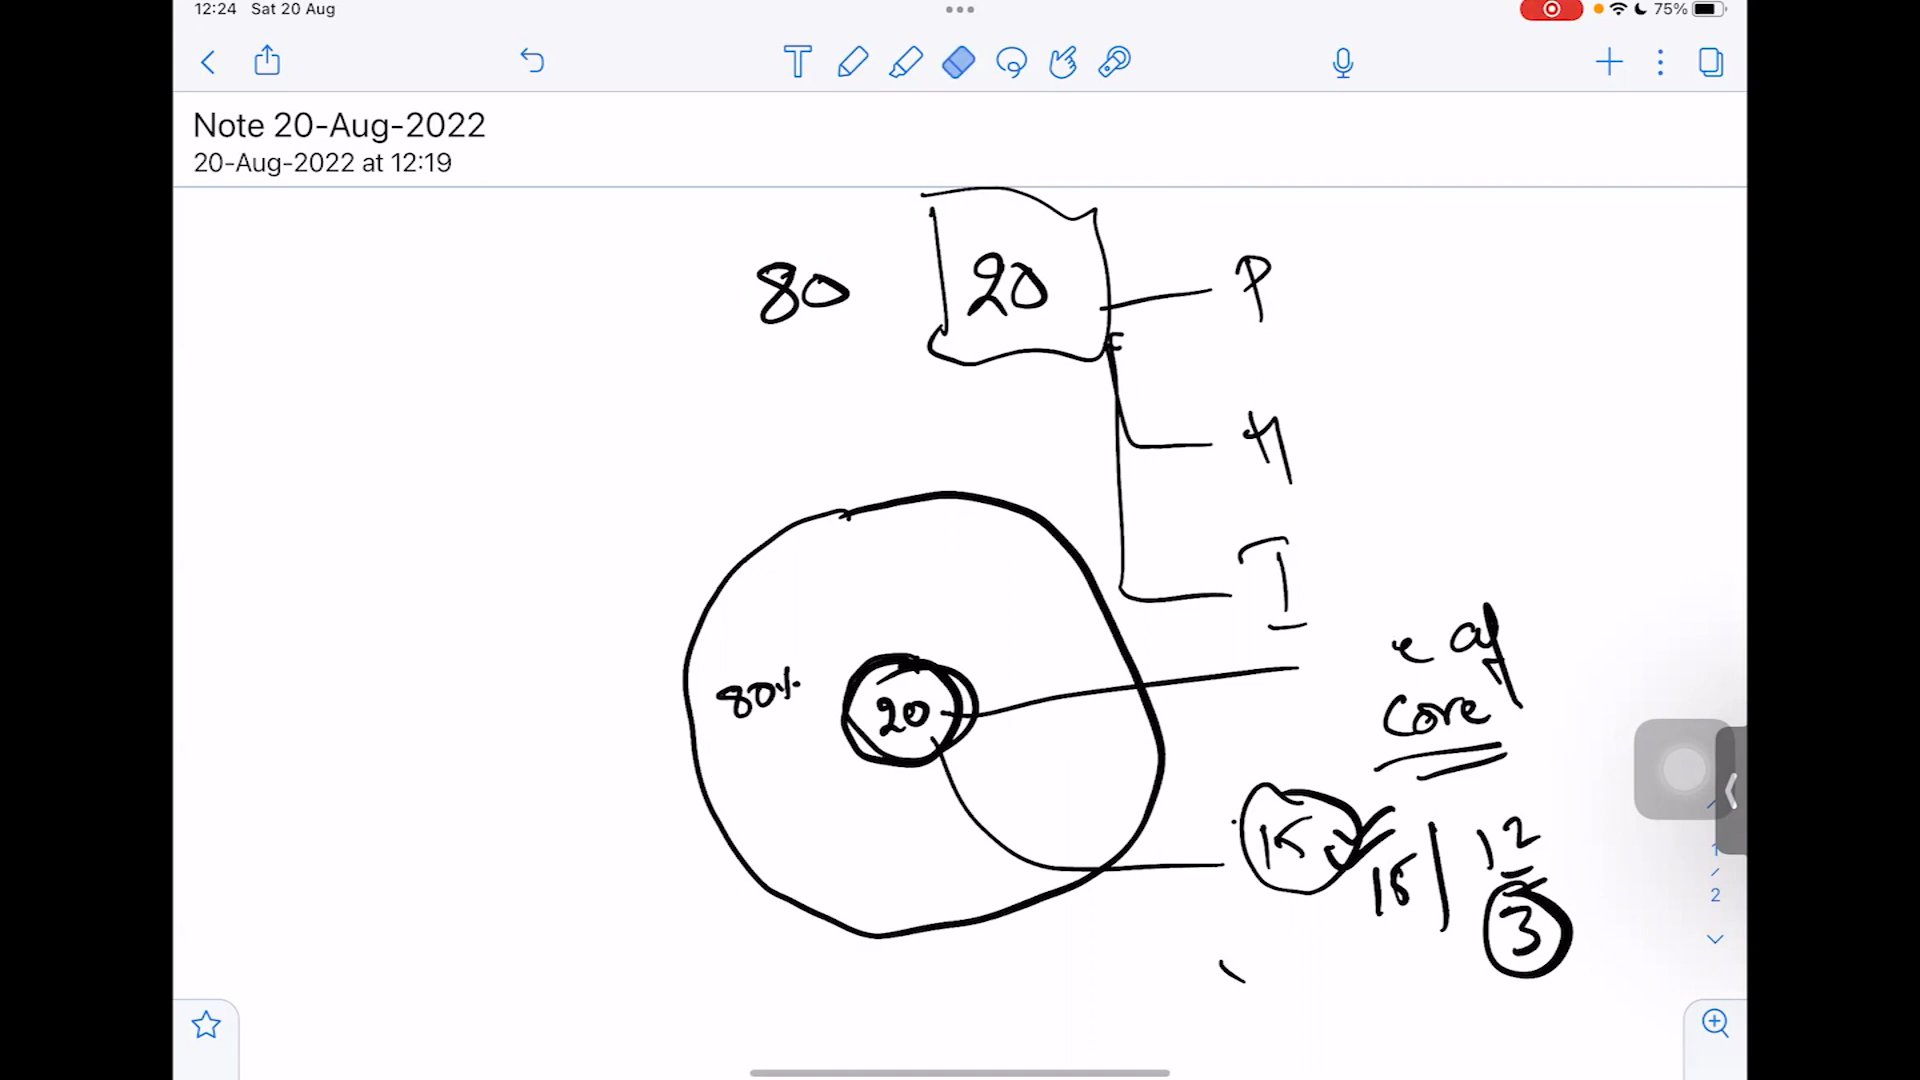 12:24 Sat 20 Aug
75%
Note 20-Aug-2022
20-Aug-2022 at 12:19
80 20 P
M
I
80% 20
core
15
15 | 12
3
1
2